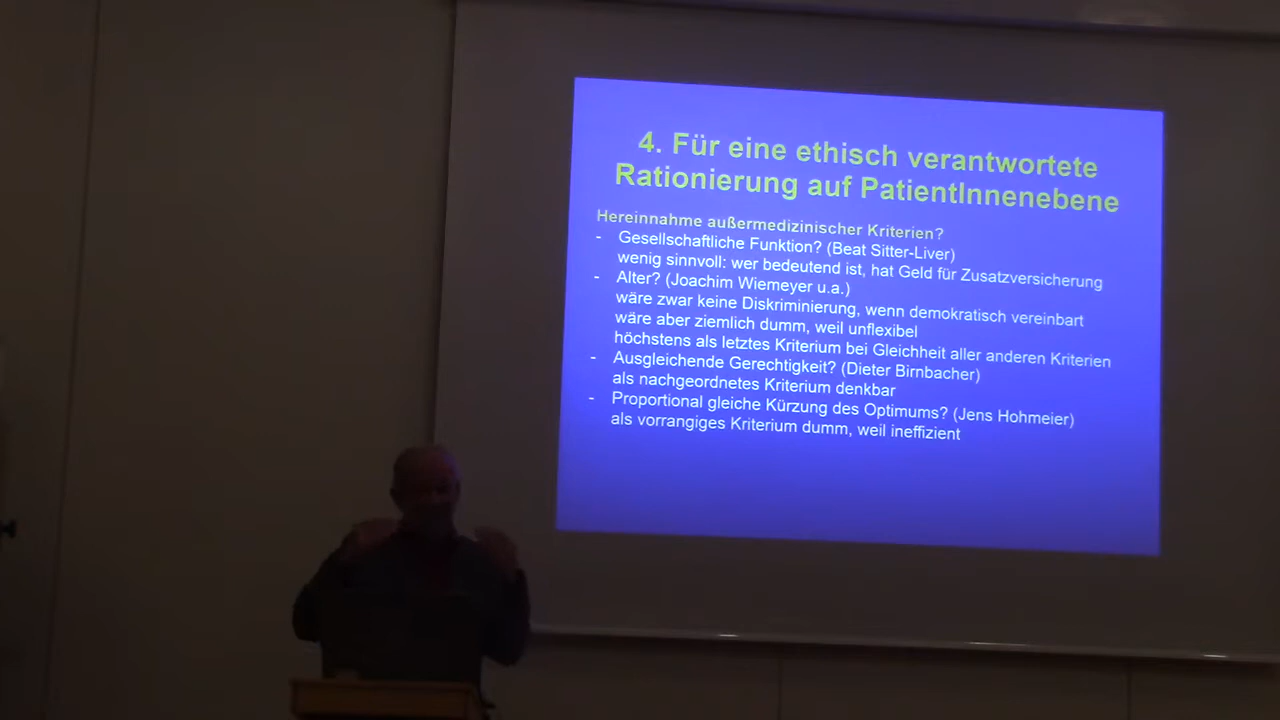 4. Für eine ethisch verantwortete
Rationierung auf PatientInnenebene
Hereinnahme außermedizinischer Kriterien?
- Gesellschaftliche Funktion? (Beat Sitter-Liver)
wenig sinnvoll: wer bedeutend ist, hat Geld für Zusatzversicherung
- Alter? (Joachim Wiemeyer u.a.)
wäre zwar keine Diskriminierung, wenn demokratisch vereinbart
wäre aber ziemlich dumm, weil unflexibel
höchstens als letztes Kriterium bei Gleichheit aller anderen Kriterien
- Ausgleichende Gerechtigkeit? (Dieter Birnbacher)
als nachgeordnetes Kriterium denkbar
- Proportional gleiche Kürzung des Optimums? (Jens Hohmeier)
als vorrangiges Kriterium dumm, weil ineffizient